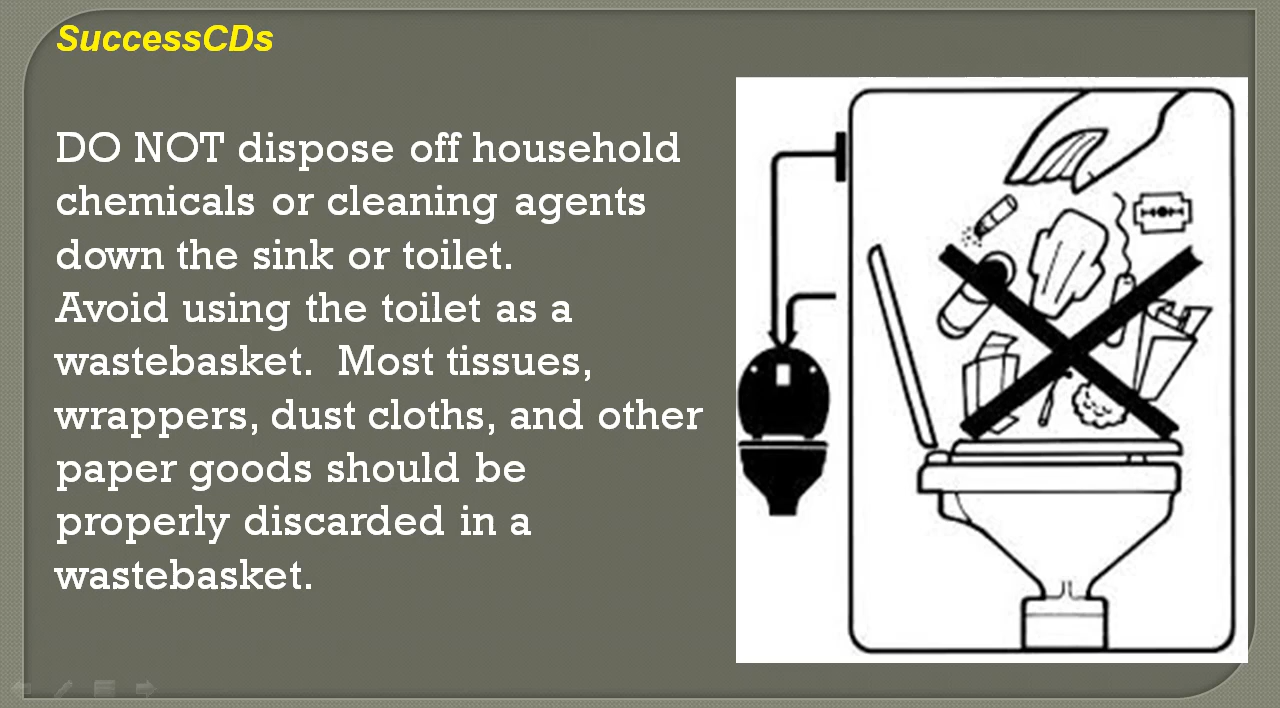 SuccessCDs
DO NOT dispose off household
chemicals or cleaning agents
down the sink or toilet.
Avoid using the toilet as a
wastebasket.  Most tissues,
wrappers, dust cloths, and other
paper goods should be
properly discarded in a
wastebasket.